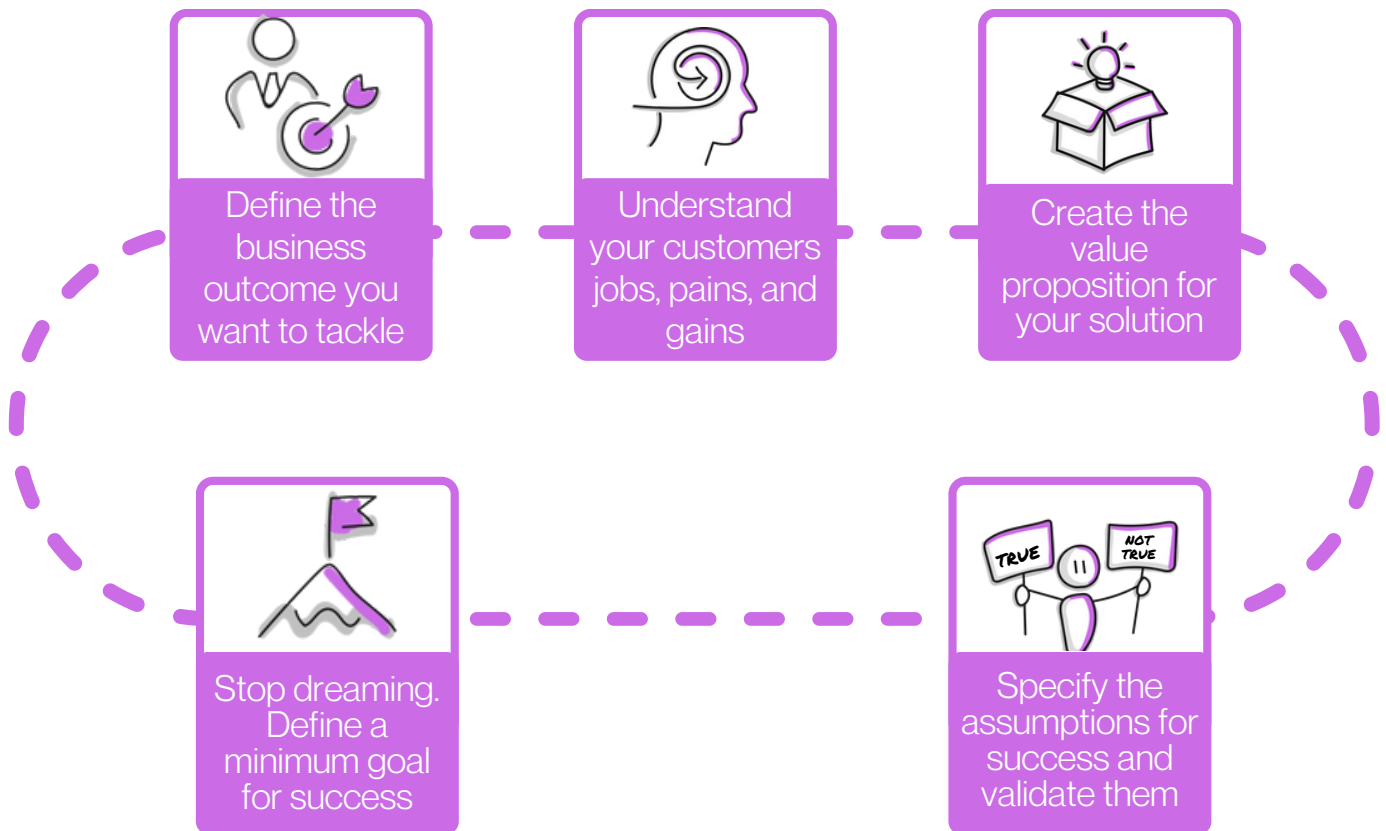 Define the
business
outcome you
want to tackle
Understand
your customers
jobs, pains, and
gains
Create the
value
proposition for
your solution
TRUE
NOT
TRUE
Specify the
assumptions for
success and
validate them
Stop dreaming.
Define a
minimum goal
for success